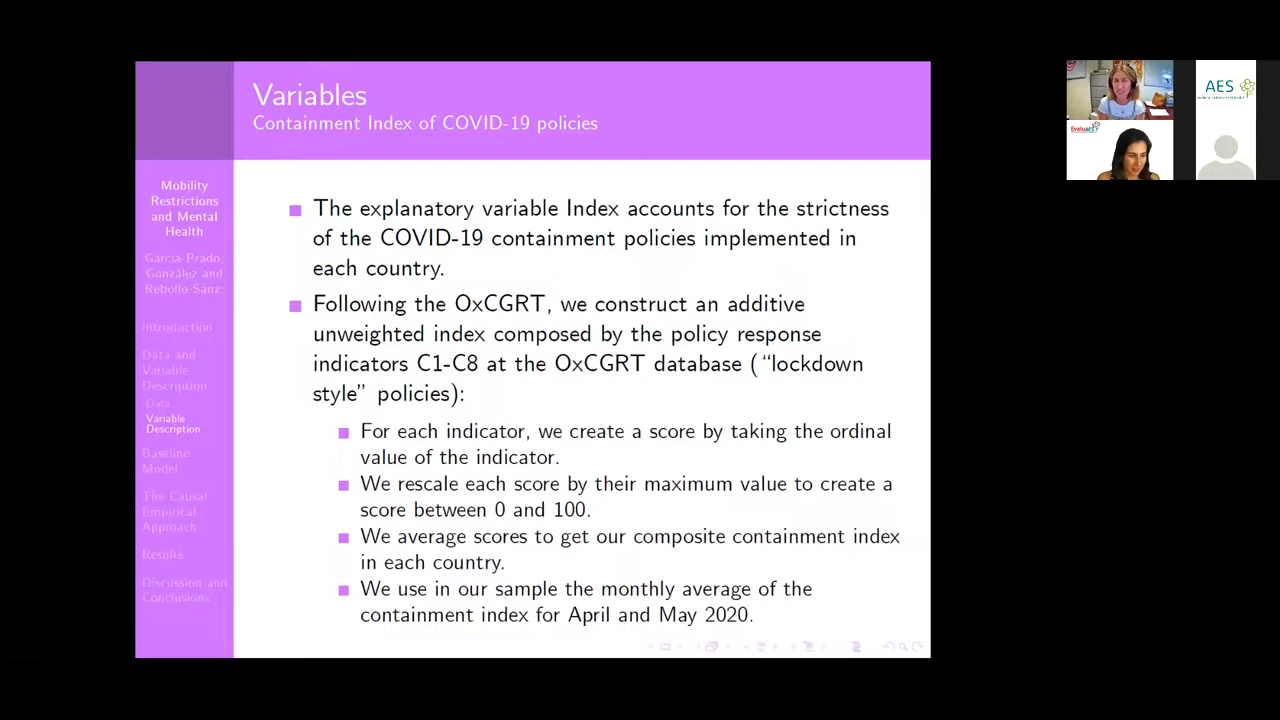 Variables
Containment Index of COVID-19 policies
Mobility
Restrictions
and Mental
Health
Garcia-Prado,
González and
Rebollo-Sanz
Introduction
Data and
Variable
Description
Data
Variable
Description
Baseline
Model
The Causal
Empirical
Approach
Results
Discussion and
Conclusions
The explanatory variable Index accounts for the strictness
of the COVID-19 containment policies implemented in
each country.
Following the OxCGRT, we construct an additive
unweighted index composed by the policy response
indicators C1-C8 at the OxCGRT database (“lockdown
style” policies):
For each indicator, we create a score by taking the ordinal
value of the indicator.
We rescale each score by their maximum value to create a
score between 0 and 100.
We average scores to get our composite containment index
in each country.
We use in our sample the monthly average of the
containment index for April and May 2020.
AES
EvaluAES